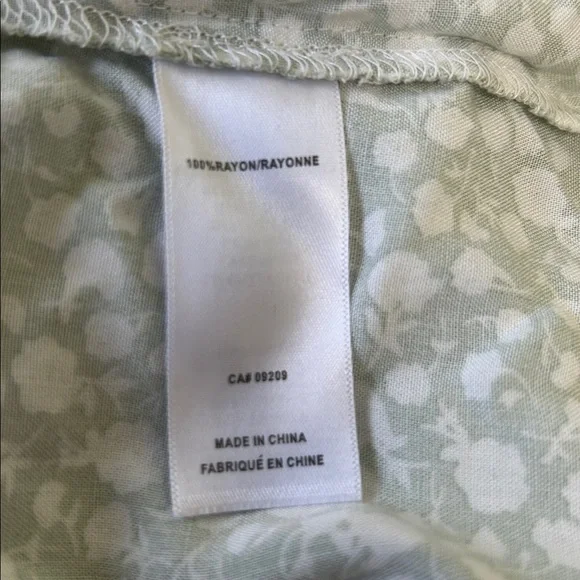 100%RAYON/RAYONNE
CA# 09209
MADE IN CHINA
FABRIQUÉ EN CHINE